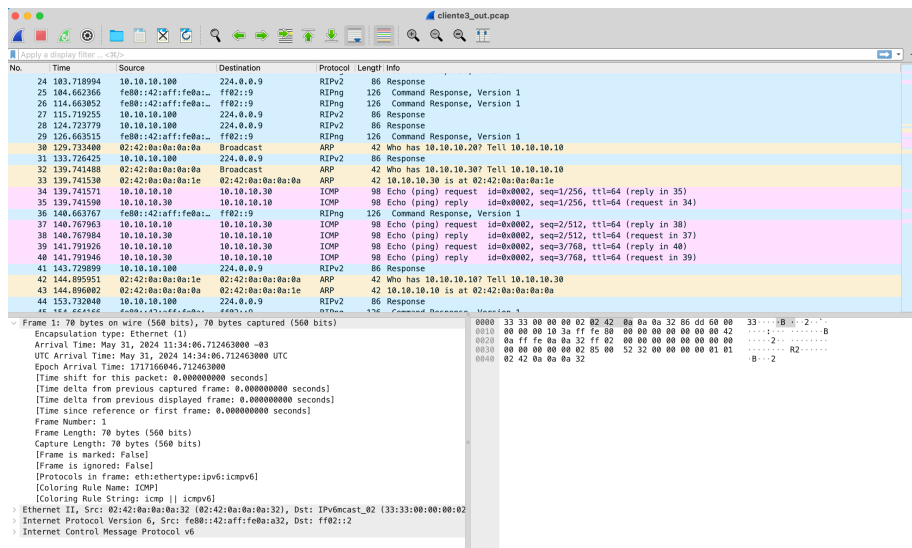 cliente3_out.pcap
Apply a display filter ... <⌘/>
No. Time Source Destination Protocol Length Info
24 103.718994 10.10.10.100 224.0.0.9 RIPv2 86 Response
25 104.662366 fe80::42:aff:fe0a:… ff02::9 RIPng 126 Command Response, Version 1
26 114.663052 fe80::42:aff:fe0a:… ff02::9 RIPng 126 Command Response, Version 1
27 115.719255 10.10.10.100 224.0.0.9 RIPv2 86 Response
28 124.723779 10.10.10.100 224.0.0.9 RIPv2 86 Response
29 126.663515 fe80::42:aff:fe0a:… ff02::9 RIPng 126 Command Response, Version 1
30 129.733400 02:42:0a:0a:0a:0a Broadcast ARP 42 Who has 10.10.10.20? Tell 10.10.10.10
31 133.726425 10.10.10.100 224.0.0.9 RIPv2 86 Response
32 139.741488 02:42:0a:0a:0a:0a Broadcast ARP 42 Who has 10.10.10.30? Tell 10.10.10.10
33 139.741530 02:42:0a:0a:0a:1e 02:42:0a:0a:0a:0a ARP 42 10.10.10.30 is at 02:42:0a:0a:0a:1e
34 139.741571 10.10.10.10 10.10.10.30 ICMP 98 Echo (ping) request id=0x0002, seq=1/256, ttl=64 (reply in 35)
35 139.741590 10.10.10.30 10.10.10.10 ICMP 98 Echo (ping) reply id=0x0002, seq=1/256, ttl=64 (request in 34)
36 140.663767 fe80::42:aff:fe0a:… ff02::9 RIPng 126 Command Response, Version 1
37 140.767963 10.10.10.10 10.10.10.30 ICMP 98 Echo (ping) request id=0x0002, seq=2/512, ttl=64 (reply in 38)
38 140.767984 10.10.10.30 10.10.10.10 ICMP 98 Echo (ping) reply id=0x0002, seq=2/512, ttl=64 (request in 37)
39 141.791926 10.10.10.10 10.10.10.30 ICMP 98 Echo (ping) request id=0x0002, seq=3/768, ttl=64 (reply in 40)
40 141.791946 10.10.10.30 10.10.10.10 ICMP 98 Echo (ping) reply id=0x0002, seq=3/768, ttl=64 (request in 39)
41 143.729899 10.10.10.100 224.0.0.9 RIPv2 86 Response
42 144.895951 02:42:0a:0a:0a:1e 02:42:0a:0a:0a:0a ARP 42 Who has 10.10.10.10? Tell 10.10.10.30
43 144.896002 02:42:0a:0a:0a:0a 02:42:0a:0a:0a:1e ARP 42 10.10.10.10 is at 02:42:0a:0a:0a:0a
44 153.732040 10.10.10.100 224.0.0.9 RIPv2 86 Response
Frame 1: 70 bytes on wire (560 bits), 70 bytes captured (560 bits)
Encapsulation type: Ethernet (1)
Arrival Time: May 31, 2024 11:34:06.712463000 -03
UTC Arrival Time: May 31, 2024 14:34:06.712463000 UTC
Epoch Arrival Time: 1717166046.712463000
[Time shift for this packet: 0.000000000 seconds]
[Time delta from previous captured frame: 0.000000000 seconds]
[Time delta from previous displayed frame: 0.000000000 seconds]
[Time since reference or first frame: 0.000000000 seconds]
Frame Number: 1
Frame Length: 70 bytes (560 bits)
Capture Length: 70 bytes (560 bits)
[Frame is marked: False]
[Frame is ignored: False]
[Protocols in frame: eth:ethertype:ipv6:icmpv6]
[Coloring Rule Name: ICMP]
[Coloring Rule String: icmp || icmpv6]
Ethernet II, Src: 02:42:0a:0a:0a:32 (02:42:0a:0a:0a:32), Dst: IPv6mcast_02 (33:33:00:00:00:02
Internet Protocol Version 6, Src: fe80::42:aff:fe0a:a32, Dst: ff02::2
Internet Control Message Protocol v6
0000 33 33 00 00 00 02 02 42 0a 0a 0a 32 86 dd 60 00 33····‧B ···2··`·
0010 00 00 00 10 3a ff fe 80 00 00 00 00 00 00 00 42 ····:··· ·······B
0020 0a ff fe 0a 0a 32 ff 02 00 00 00 00 00 00 00 00 ·····2·· ········
0030 00 00 00 00 00 02 85 00 52 32 00 00 00 00 01 01 ········ R2······
0040 02 42 0a 0a 0a 32 ·B···2